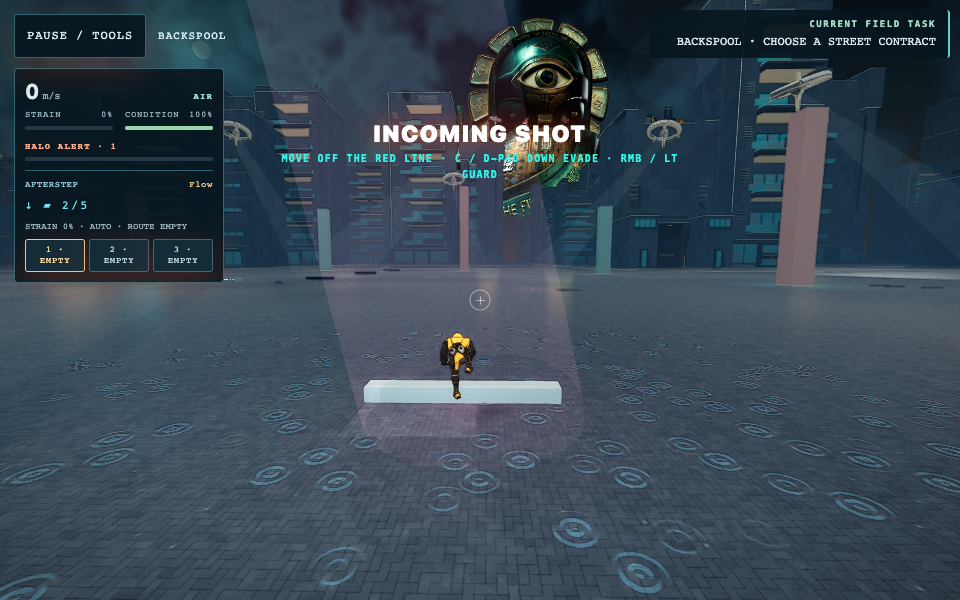 PAUSE / TOOLS
BACKSPOOL
CURRENT FIELD TASK
BACKSPOOL · CHOOSE A STREET CONTRACT
0 m/s
AIR
STRAIN 0% CONDITION 100%
HALO ALERT · 1
AFTERSTEP Flow
↓ ▰ 2/5
STRAIN 0% · AUTO · ROUTE EMPTY
1 · EMPTY
2 · EMPTY
3 · EMPTY
INCOMING SHOT
MOVE OFF THE RED LINE · C / D-PAD DOWN EVADE · RMB / LT
GUARD